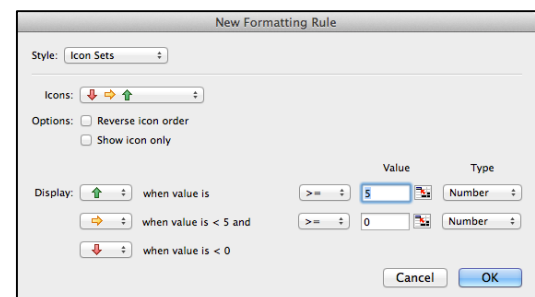 New Formatting Rule
Style: Icon Sets
Icons:
Options: Reverse icon order
Show icon only
Value Type
Display: when value is >= 5 Number
when value is < 5 and >= 0 Number
when value is < 0
Cancel OK